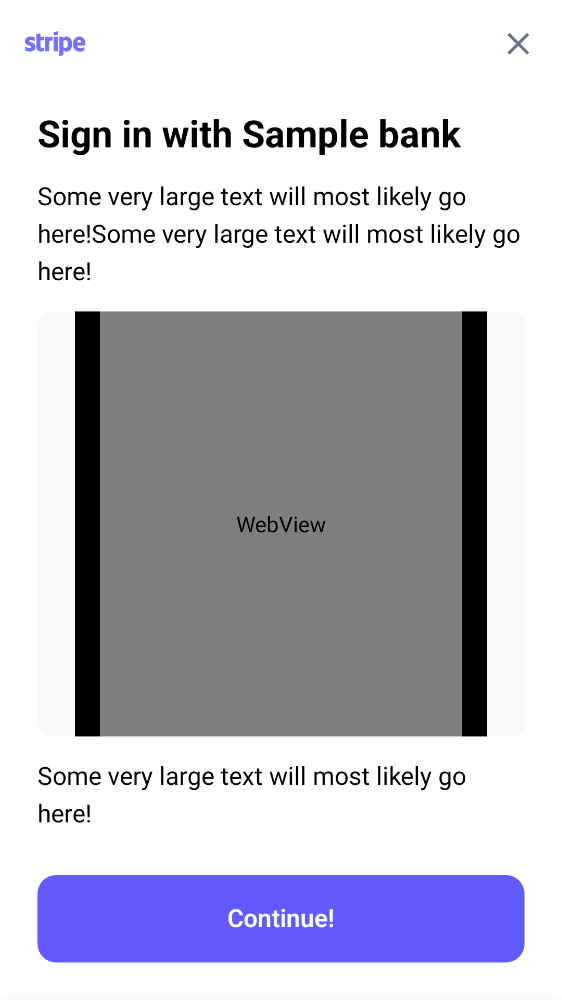 stripe
Sign in with Sample bank
Some very large text will most likely go
here!Some very large text will most likely go
here!
WebView
Some very large text will most likely go
here!
Continue!